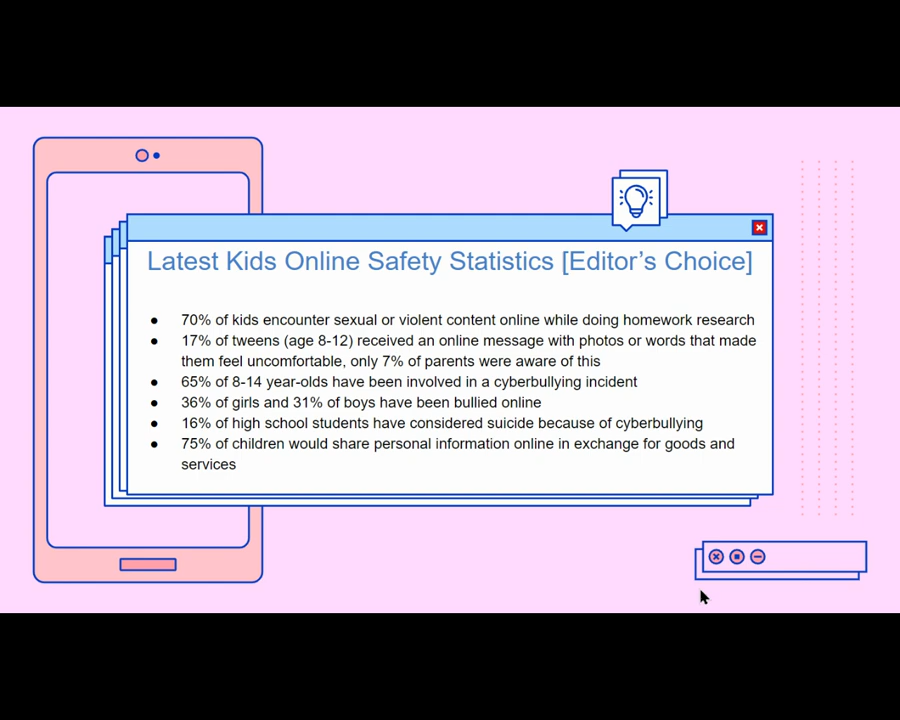 Latest Kids Online Safety Statistics [Editor's Choice]
● 70% of kids encounter sexual or violent content online while doing homework research
● 17% of tweens (age 8-12) received an online message with photos or words that made
them feel uncomfortable, only 7% of parents were aware of this
● 65% of 8-14 year-olds have been involved in a cyberbullying incident
● 36% of girls and 31% of boys have been bullied online
● 16% of high school students have considered suicide because of cyberbullying
● 75% of children would share personal information online in exchange for goods and
services